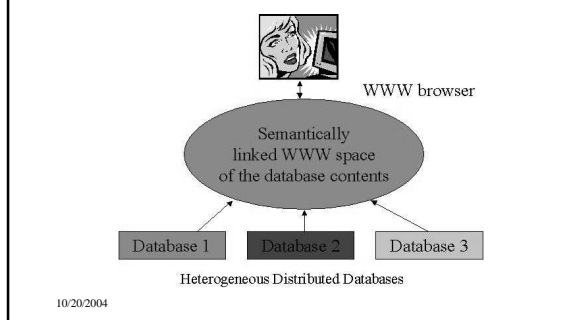 WWW browser
Semantically
linked WWW space
of the database contents
Database 1
Database 2
Database 3
Heterogeneous Distributed Databases
10/20/2004